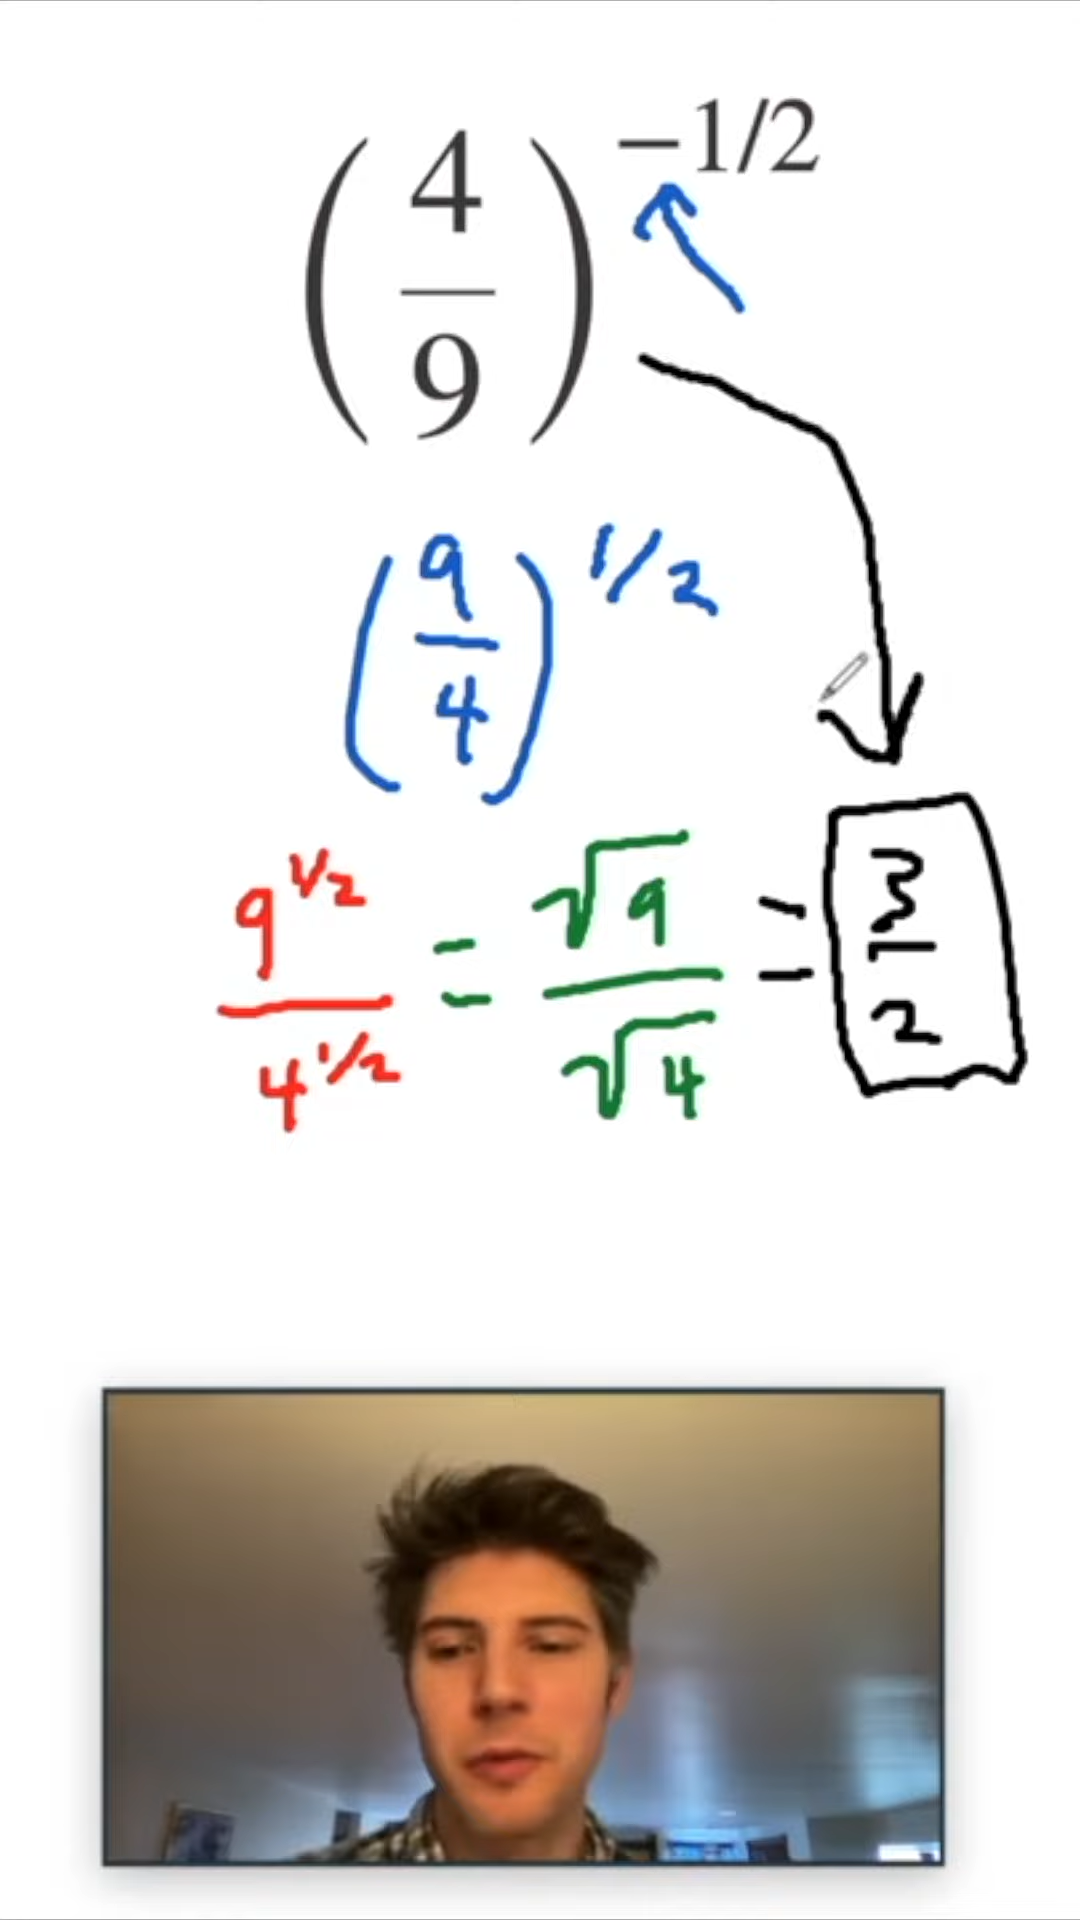 (4/9)^−1/2
(9/4)^1/2
9^1/2 / 4^1/2 = √9 / √4 = 3/2